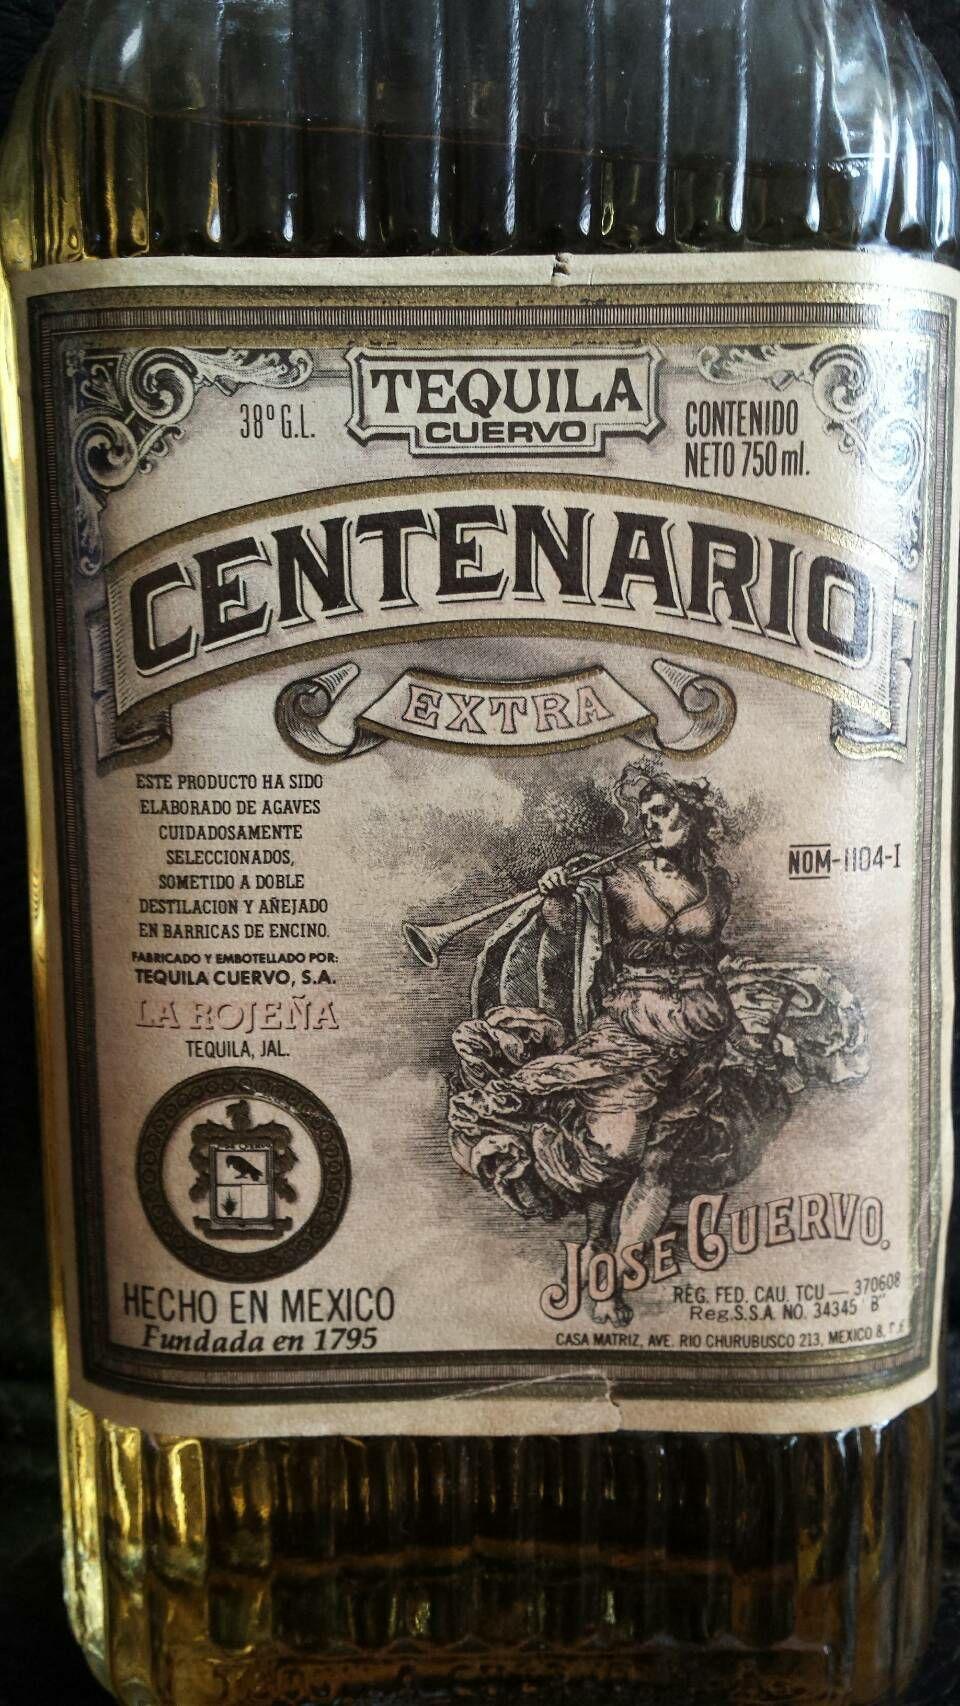 TEQUILA
CUERVO
38° G.L.
CONTENIDO
NETO 750 ml.
CENTENARIO
EXTRA
ESTE PRODUCTO HA SIDO
ELABORADO DE AGAVES
CUIDADOSAMENTE
SELECCIONADOS,
SOMETIDO A DOBLE
DESTILACION Y AÑEJADO
EN BARRICAS DE ENCINO.
FABRICADO Y EMBOTELLADO POR:
TEQUILA CUERVO, S.A.
LA ROJEÑA
TEQUILA, JAL.
NOM-1104-I
HECHO EN MEXICO
Fundada en 1795
JOSE CUERVO.
REG. FED. CAU. TCU — 370608
Reg. S.S.A. NO. 34345 "B"
CASA MATRIZ, AVE. RIO CHURUBUSCO 213, MEXICO 8,